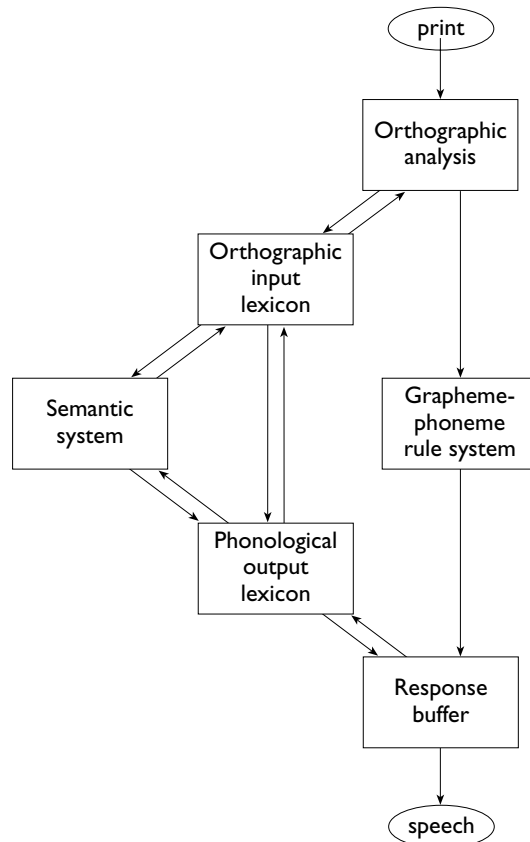 print
Orthographic
analysis
Orthographic
input
lexicon
Semantic
system
Grapheme-
phoneme
rule system
Phonological
output
lexicon
Response
buffer
speech